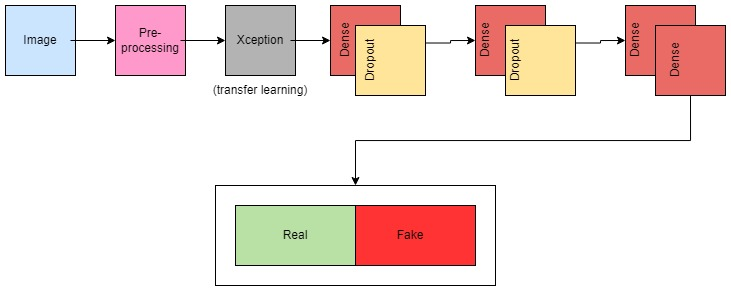 Image
Pre-
processing
Xception
(transfer learning)
Dense
Dropout
Dense
Dropout
Dense
Dense
Real
Fake